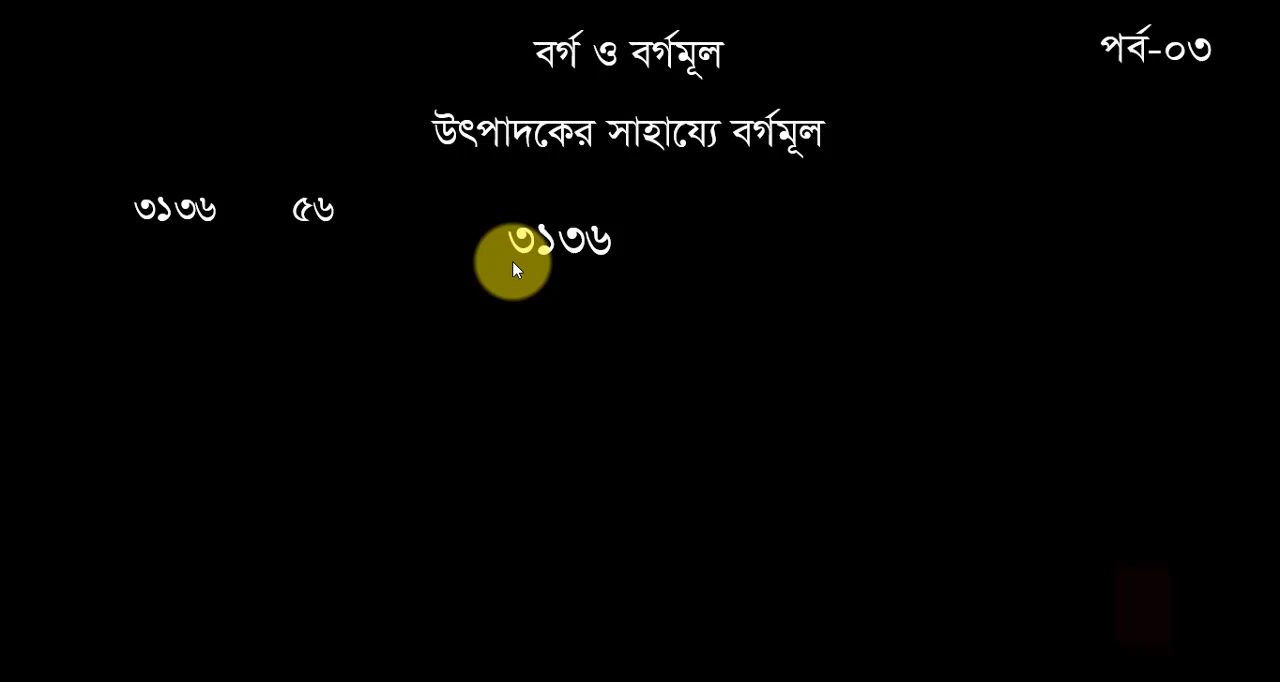 বর্গ ও বর্গমূল
পর্ব-০৩
উৎপাদকের সাহায্যে বর্গমূল
৩১৩৬ ৫৬
৩১৩৬